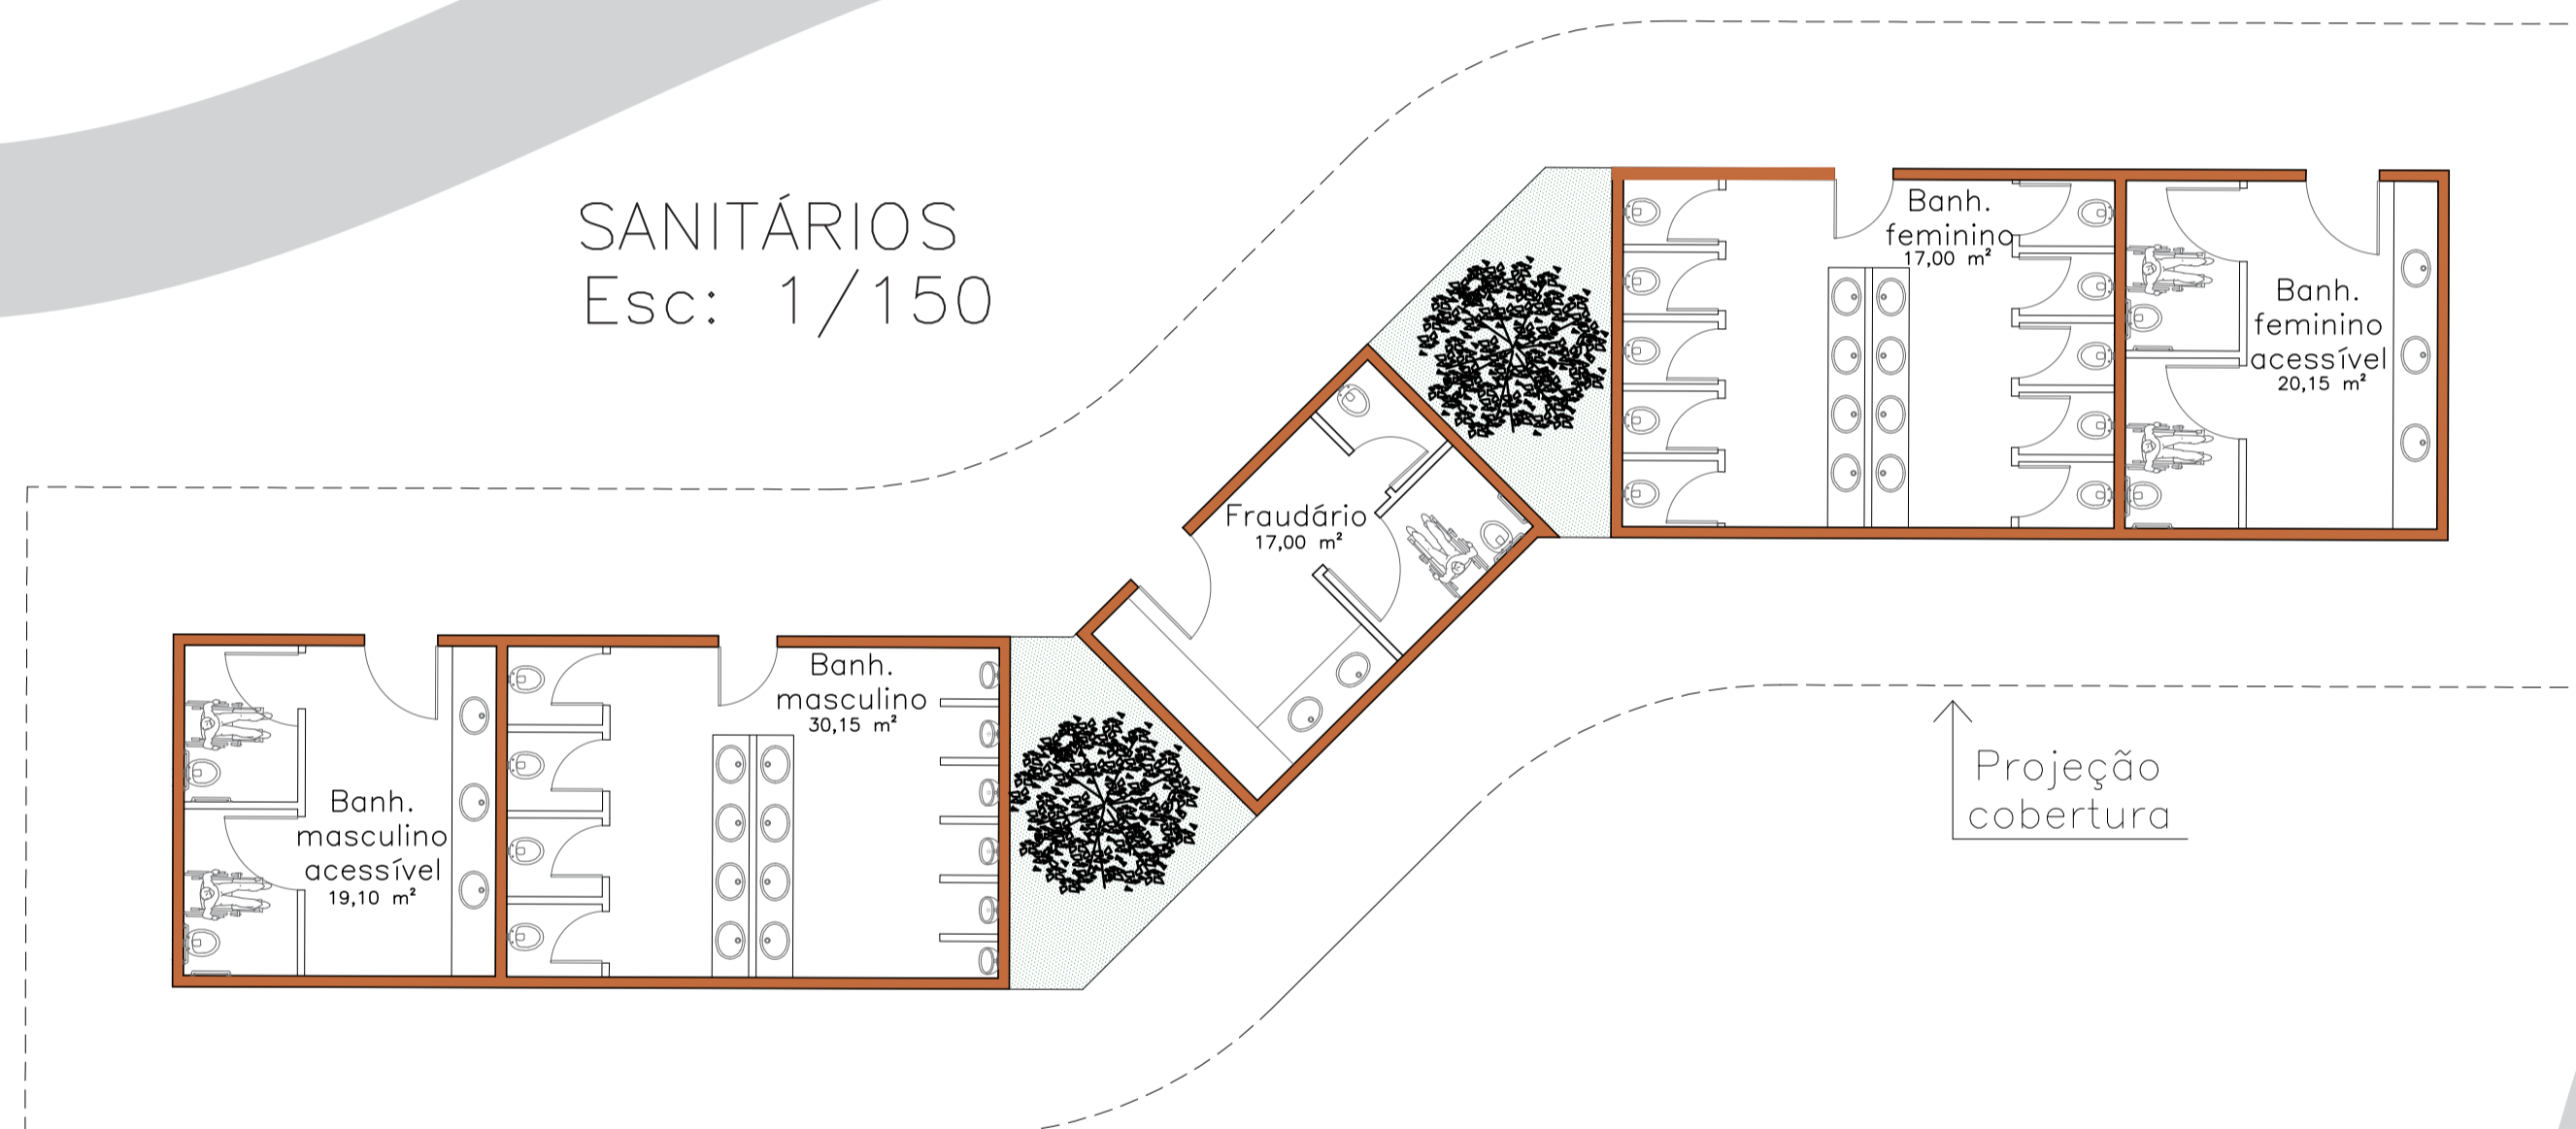 SANITÁRIOS
Esc: 1/150
Banh.
feminino
17,00 m²
Banh.
feminino
acessível
20,15 m²
Fraudário
17,00 m²
Banh.
masculino
30,15 m²
Banh.
masculino
acessível
19,10 m²
Projeção
cobertura